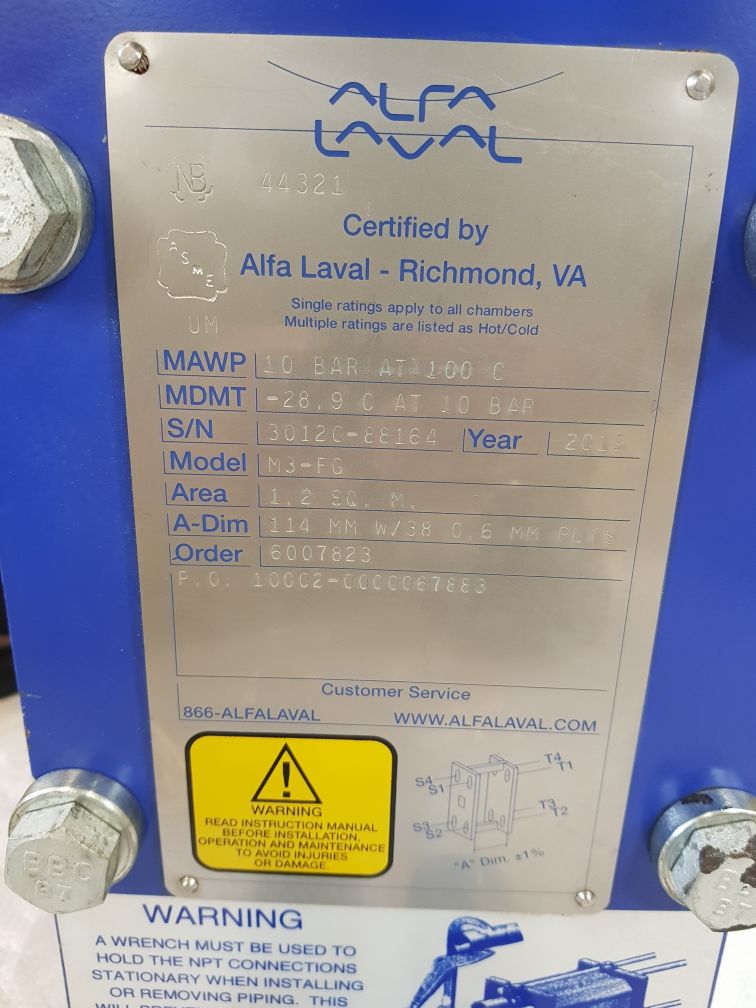 ALFA
LAVAL
NB 44321
Certified by
ASME
Alfa Laval - Richmond, VA
Single ratings apply to all chambers
Multiple ratings are listed as Hot/Cold
UM
MAWP 10 BAR AT 100 C
MDMT -28.9 C AT 10 BAR
S/N 30120-88164 Year
Model M3-FG
Area 1.2 SQ. M.
A-Dim 114 MM W/38 0.6 MM PLTS
Order 6007823
P.O. 10002-0000067883
Customer Service
866-ALFALAVAL WWW.ALFALAVAL.COM
WARNING
READ INSTRUCTION MANUAL
BEFORE INSTALLATION,
OPERATION AND MAINTENANCE
TO AVOID INJURIES
OR DAMAGE.
S4 T4
S1 T1
S3 T3
S2 T2
"A" Dim. ±1%
BBC
B7
WARNING
A WRENCH MUST BE USED TO
HOLD THE NPT CONNECTIONS
STATIONARY WHEN INSTALLING
OR REMOVING PIPING. THIS